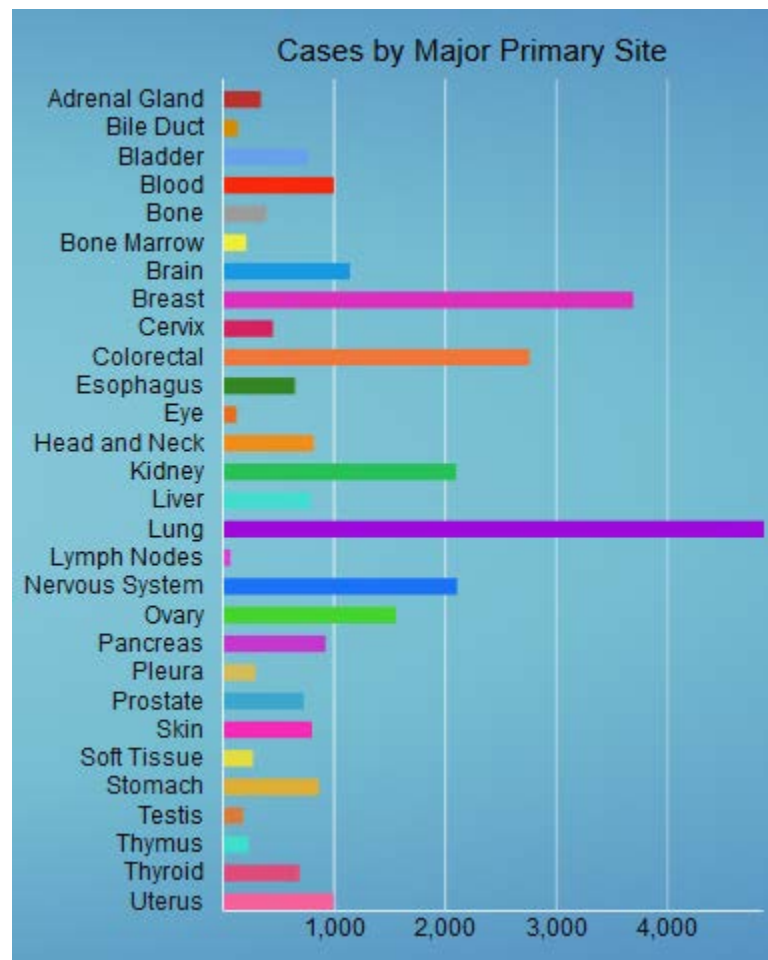 Cases by Major Primary Site
Adrenal Gland
Bile Duct
Bladder
Blood
Bone
Bone Marrow
Brain
Breast
Cervix
Colorectal
Esophagus
Eye
Head and Neck
Kidney
Liver
Lung
Lymph Nodes
Nervous System
Ovary
Pancreas
Pleura
Prostate
Skin
Soft Tissue
Stomach
Testis
Thymus
Thyroid
Uterus
1,000 2,000 3,000 4,000